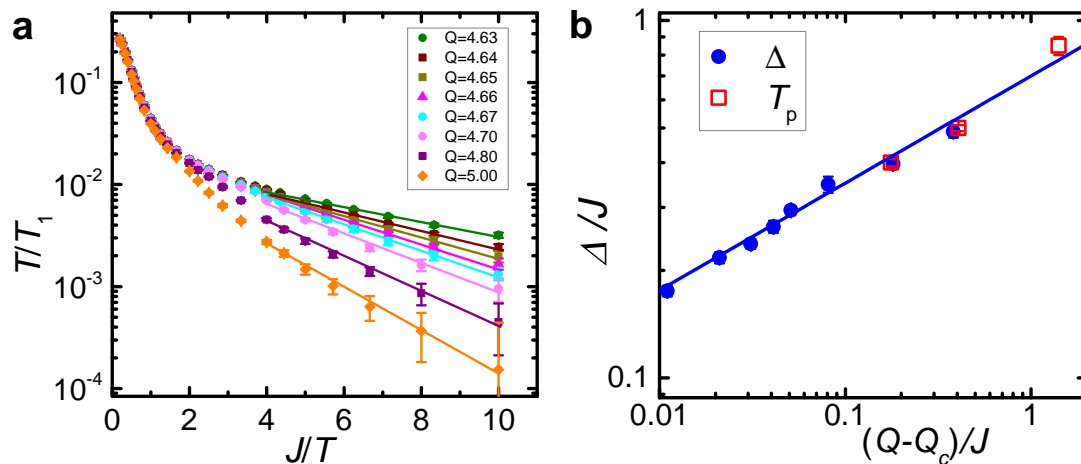 a
T/T₁
10⁻¹
10⁻²
10⁻³
10⁻⁴
0 2 4 6 8 10
J/T
Q=4.63
Q=4.64
Q=4.65
Q=4.66
Q=4.67
Q=4.70
Q=4.80
Q=5.00
b
Δ/J
1
0.1
0.01 0.1 1
(Q-Q_c)/J
Δ
T_p